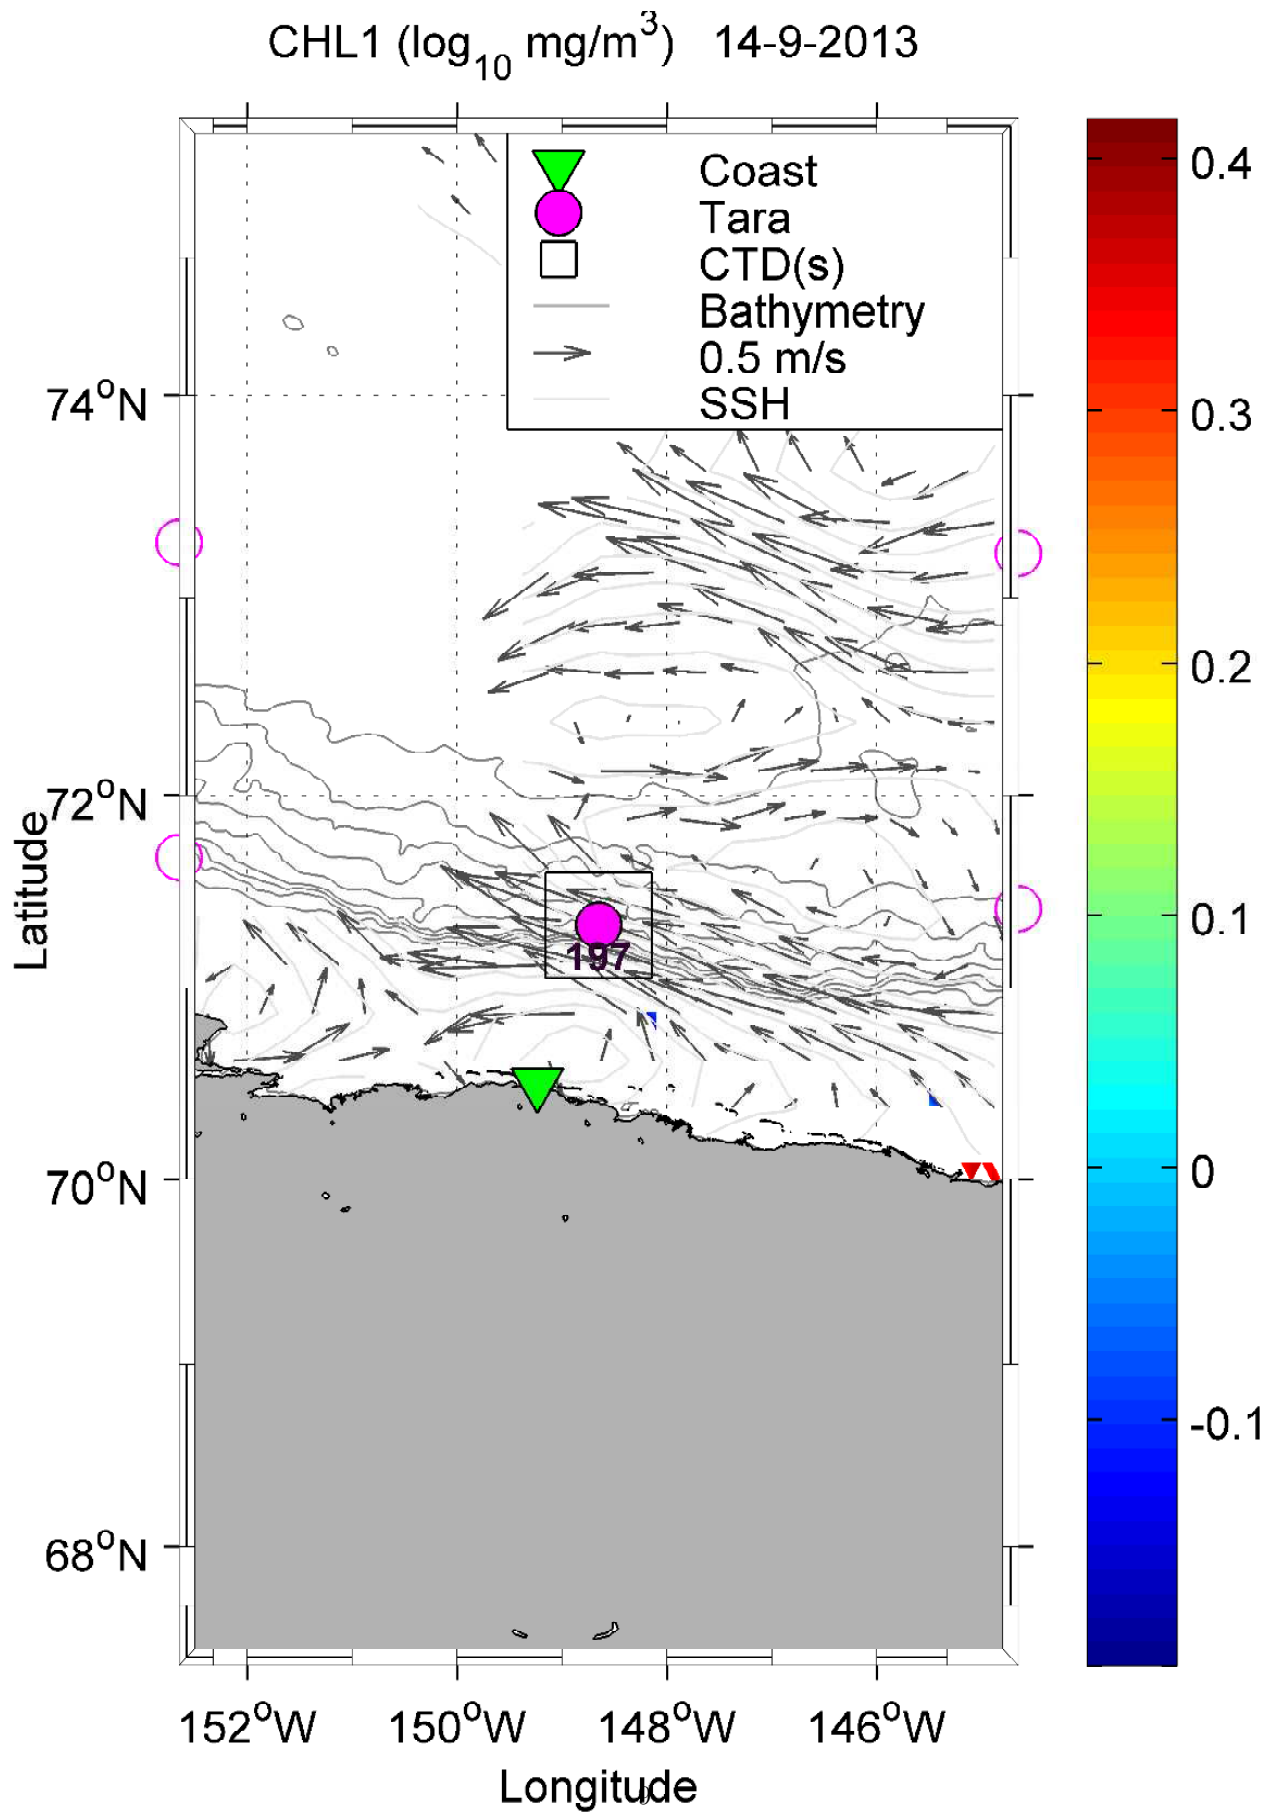 CHL1 (log10 mg/m3) 14-9-2013
Coast
Tara
CTD(s)
Bathymetry
0.5 m/s
SSH
74°N
72°N
70°N
68°N
Latitude
197
152°W
150°W
148°W
146°W
Longitude
0.4
0.3
0.2
0.1
0
-0.1